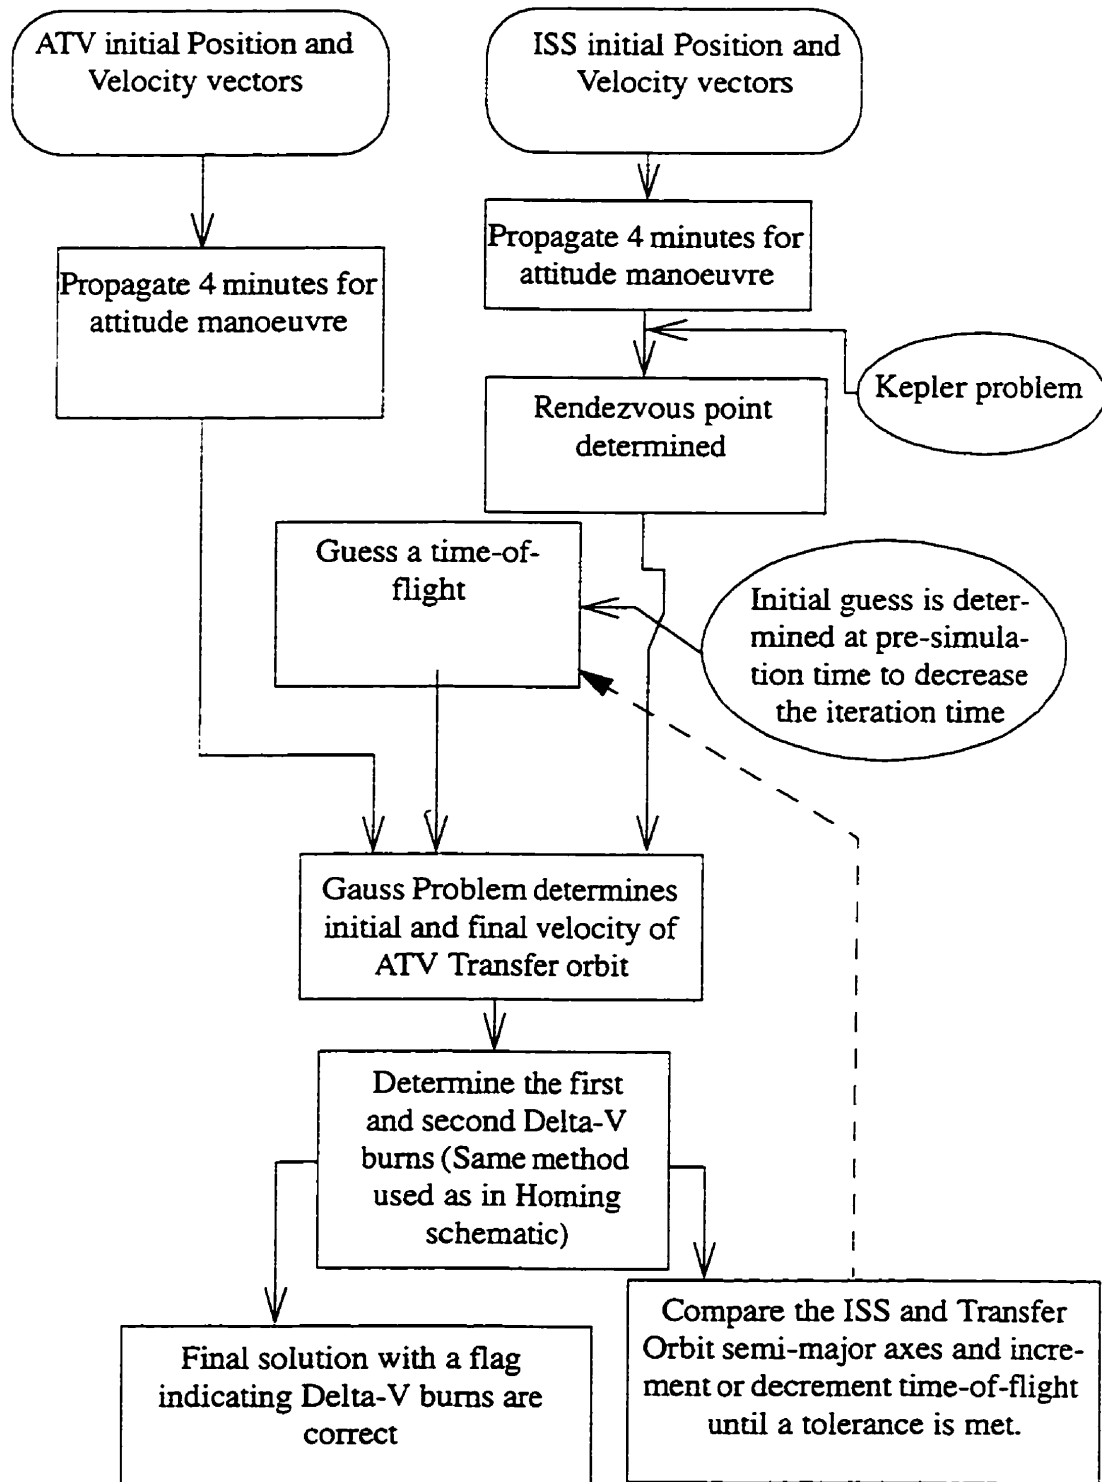 ATV initial Position and
Velocity vectors
ISS initial Position and
Velocity vectors
Propagate 4 minutes for
attitude manoeuvre
Propagate 4 minutes for
attitude manoeuvre
Kepler problem
Rendezvous point
determined
Guess a time-of-
flight
Initial guess is deter-
mined at pre-simula-
tion time to decrease
the iteration time
Gauss Problem determines
initial and final velocity of
ATV Transfer orbit
Determine the first
and second Delta-V
burns (Same method
used as in Homing
schematic)
Final solution with a flag
indicating Delta-V burns are
correct
Compare the ISS and Transfer
Orbit semi-major axes and incre-
ment or decrement time-of-flight
until a tolerance is met.